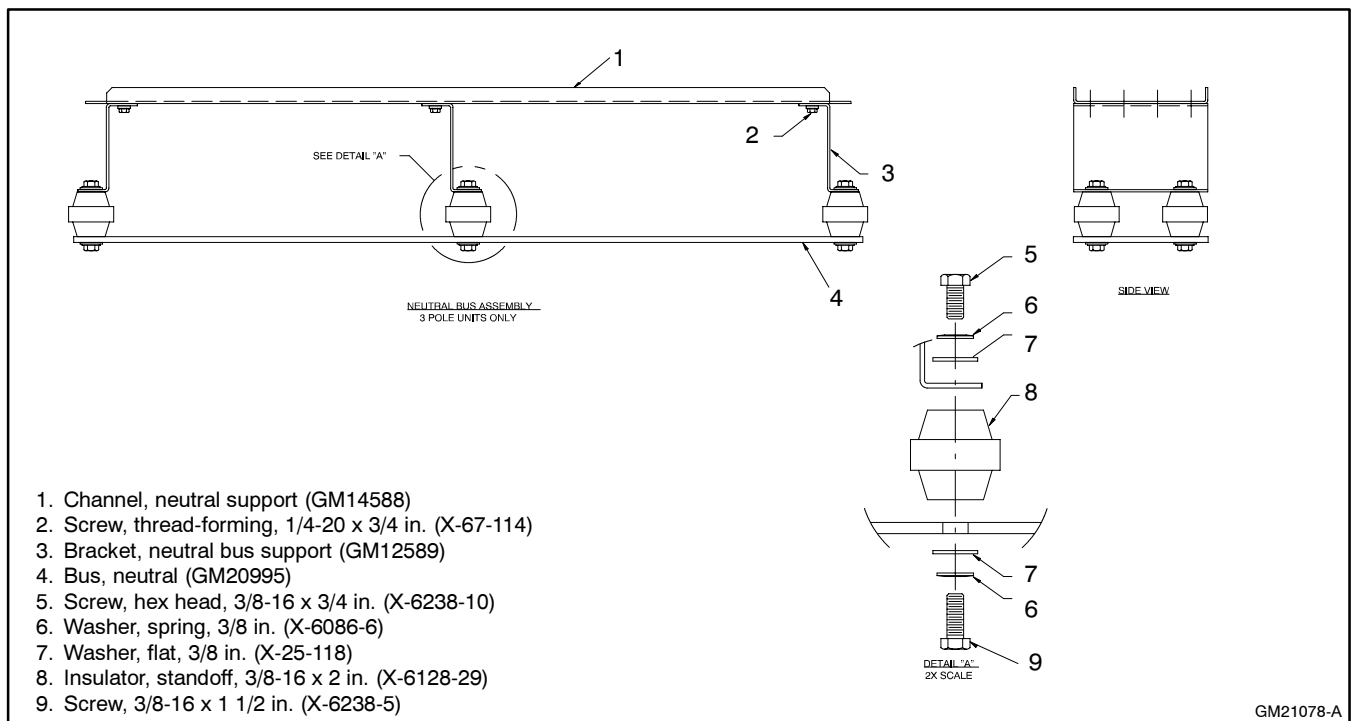 1
2
SEE DETAIL "A"
3
4
NEUTRAL BUS ASSEMBLY
3 POLE UNITS ONLY
SIDE VIEW
5
6
7
8
7
6
9
DETAIL "A"
2X SCALE
1. Channel, neutral support (GM14588)
2. Screw, thread-forming, 1/4-20 x 3/4 in. (X-67-114)
3. Bracket, neutral bus support (GM12589)
4. Bus, neutral (GM20995)
5. Screw, hex head, 3/8-16 x 3/4 in. (X-6238-10)
6. Washer, spring, 3/8 in. (X-6086-6)
7. Washer, flat, 3/8 in. (X-25-118)
8. Insulator, standoff, 3/8-16 x 2 in. (X-6128-29)
9. Screw, 3/8-16 x 1 1/2 in. (X-6238-5)
GM21078-A